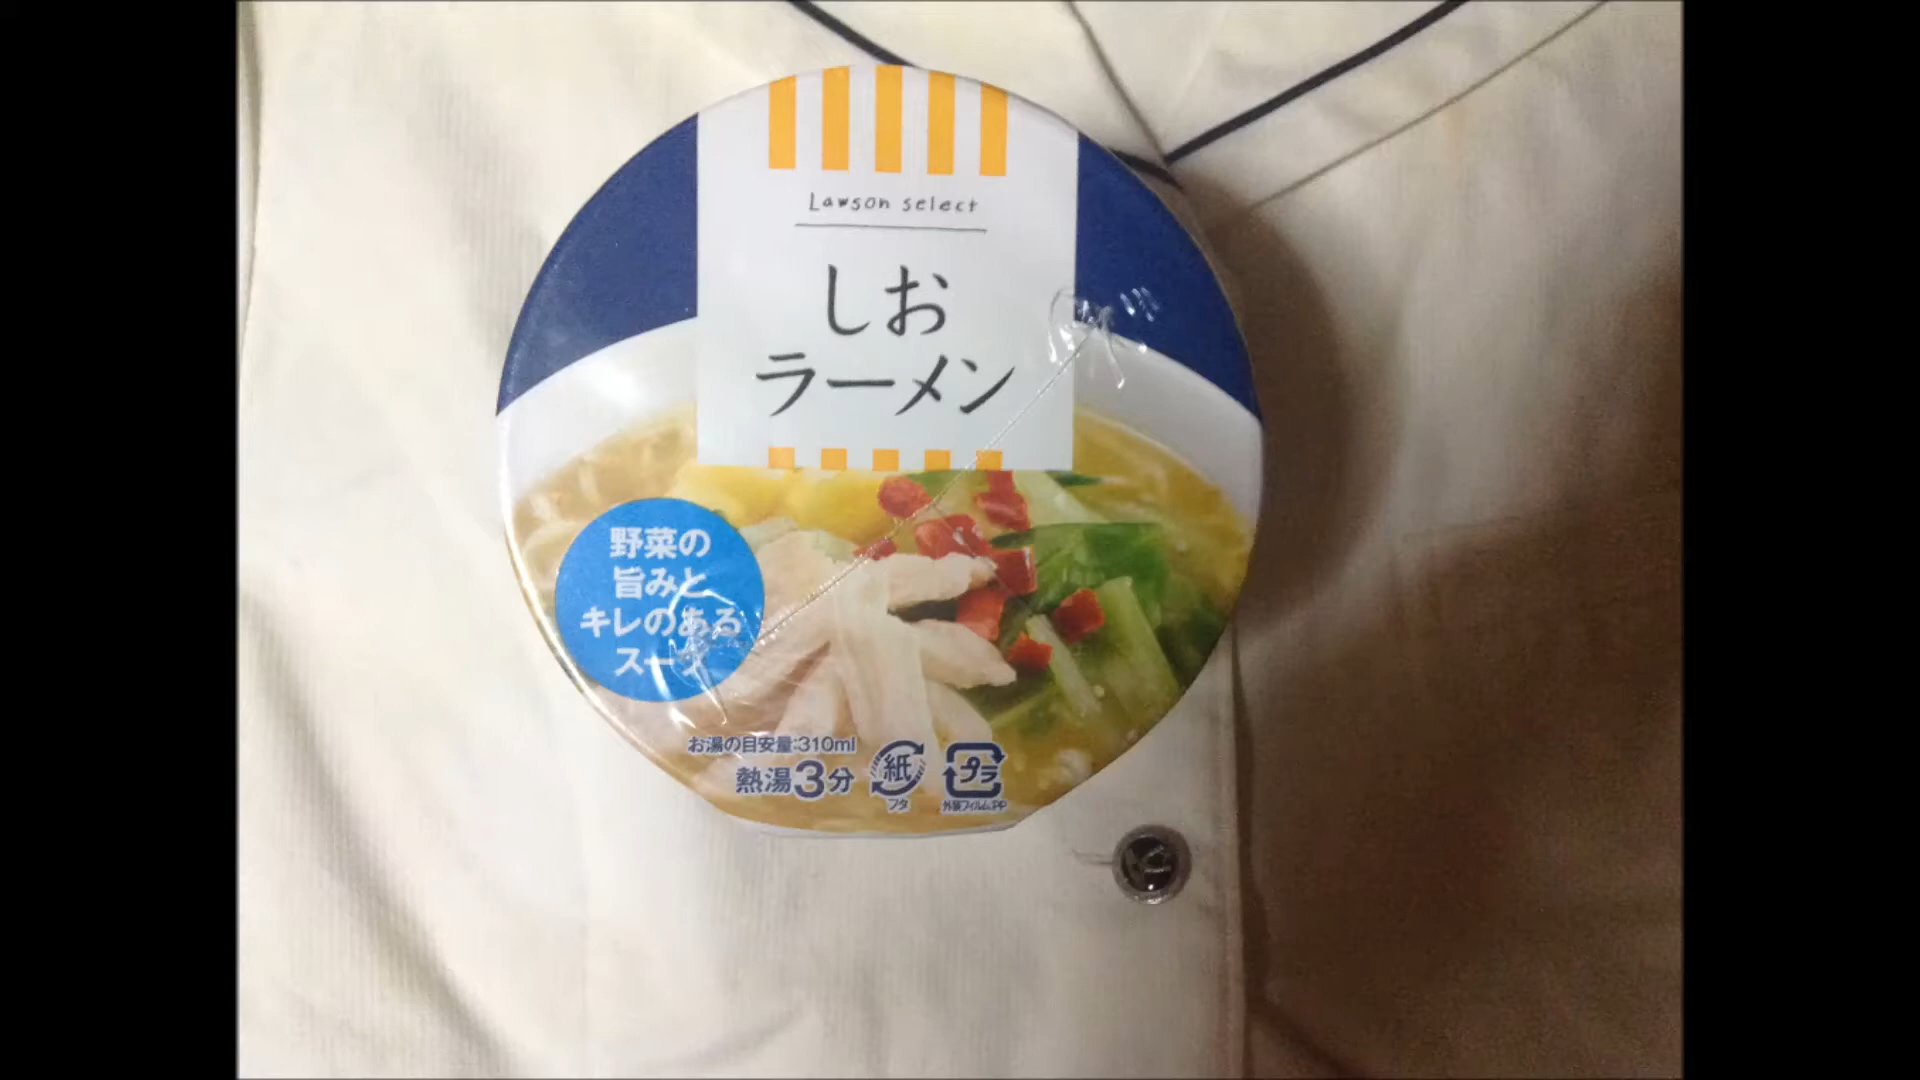 Lawson select
しお
ラーメン
野菜の
旨みと
キレのある
スープ
お湯の目安量:310ml
熱湯3分
紙
フタ
プラ
外装フィルム:PP